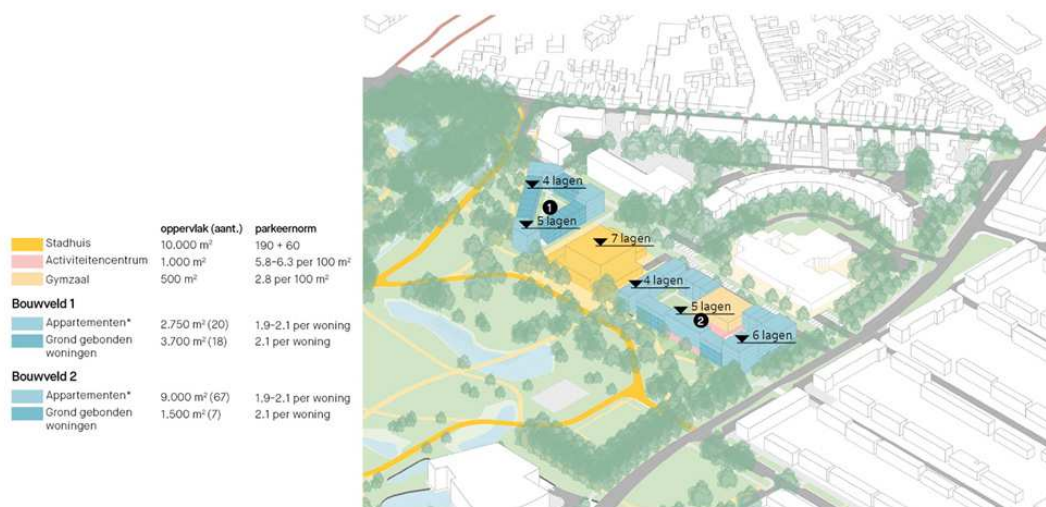 oppervlak (aant.) parkeernorm
Stadhuis 10.000 m² 190 + 60
Activiteitencentrum 1.000 m² 5.8-6.3 per 100 m²
Gymzaal 500 m² 2.8 per 100 m²
Bouwveld 1
Appartementen* 2.750 m² (20) 1.9-2.1 per woning
Grond gebonden 3.700 m² (18) 2.1 per woning
woningen
Bouwveld 2
Appartementen* 9.000 m² (67) 1.9-2.1 per woning
Grond gebonden 1.500 m² (7) 2.1 per woning
woningen
4 lagen
1
5 lagen
7 lagen
4 lagen
5 lagen
2
6 lagen